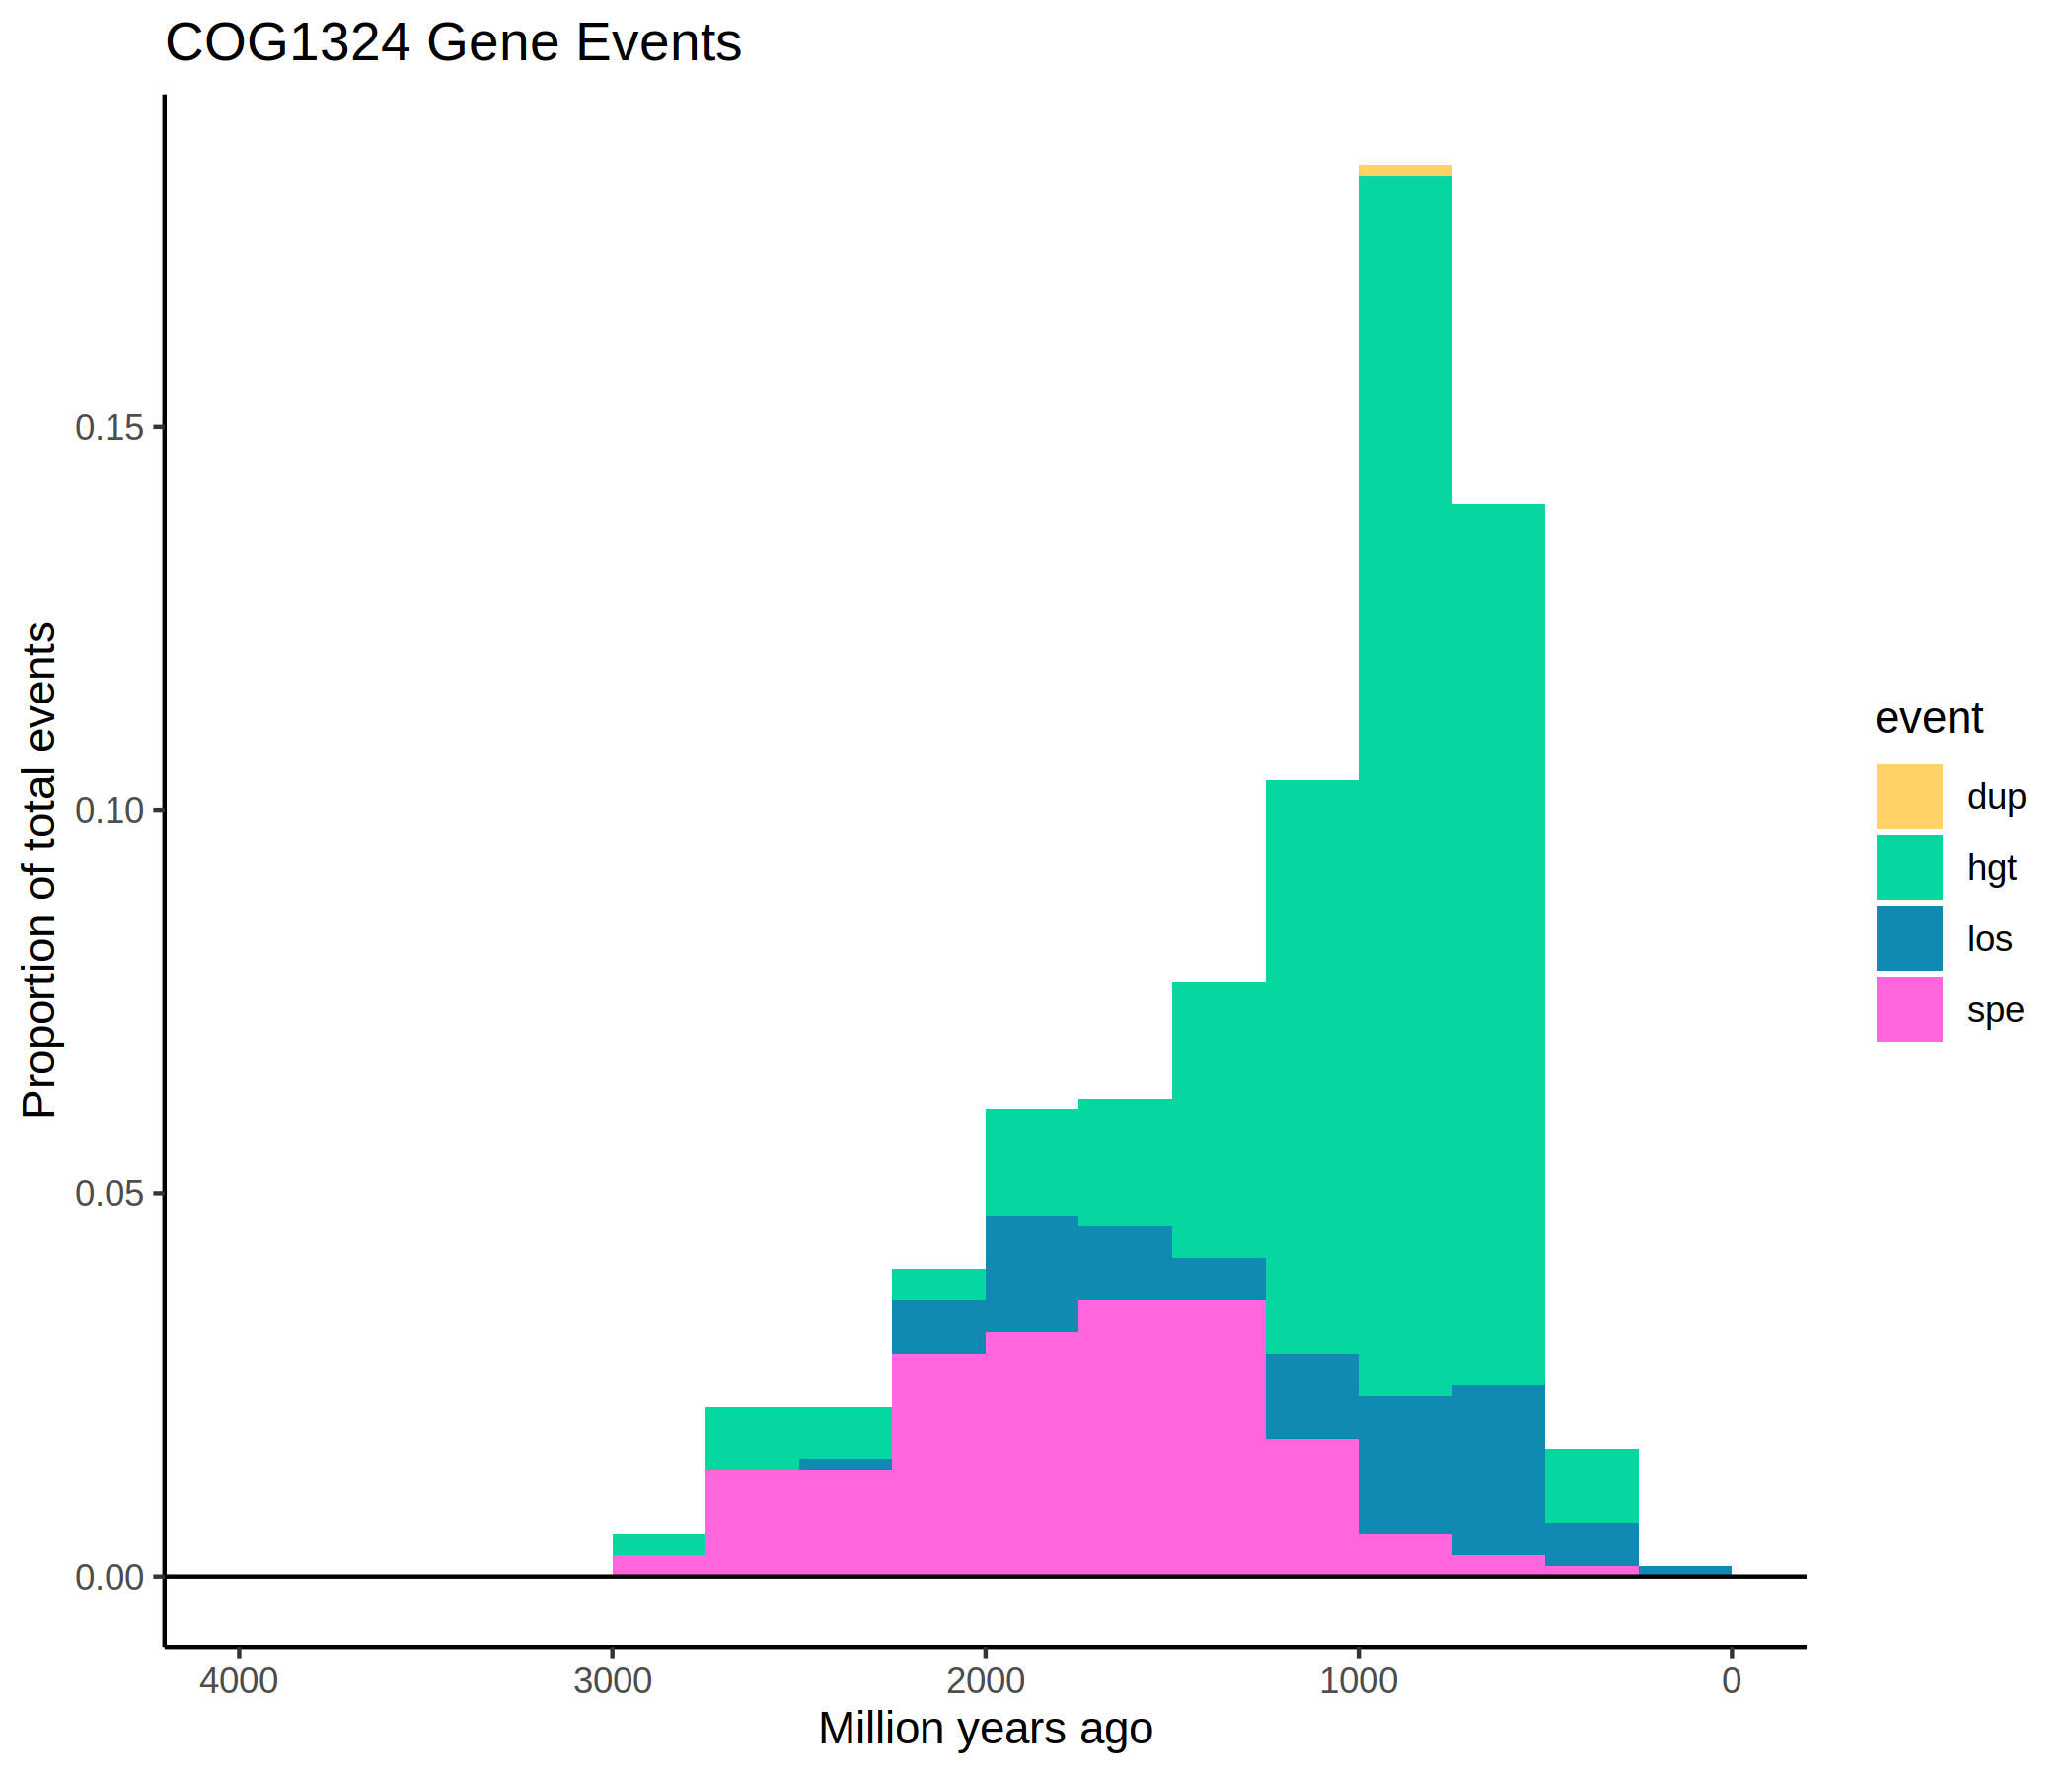 COG1324 Gene Events
Proportion of total events
0.15
0.10
0.05
0.00
4000 3000 2000 1000 0
Million years ago
event
dup
hgt
los
spe